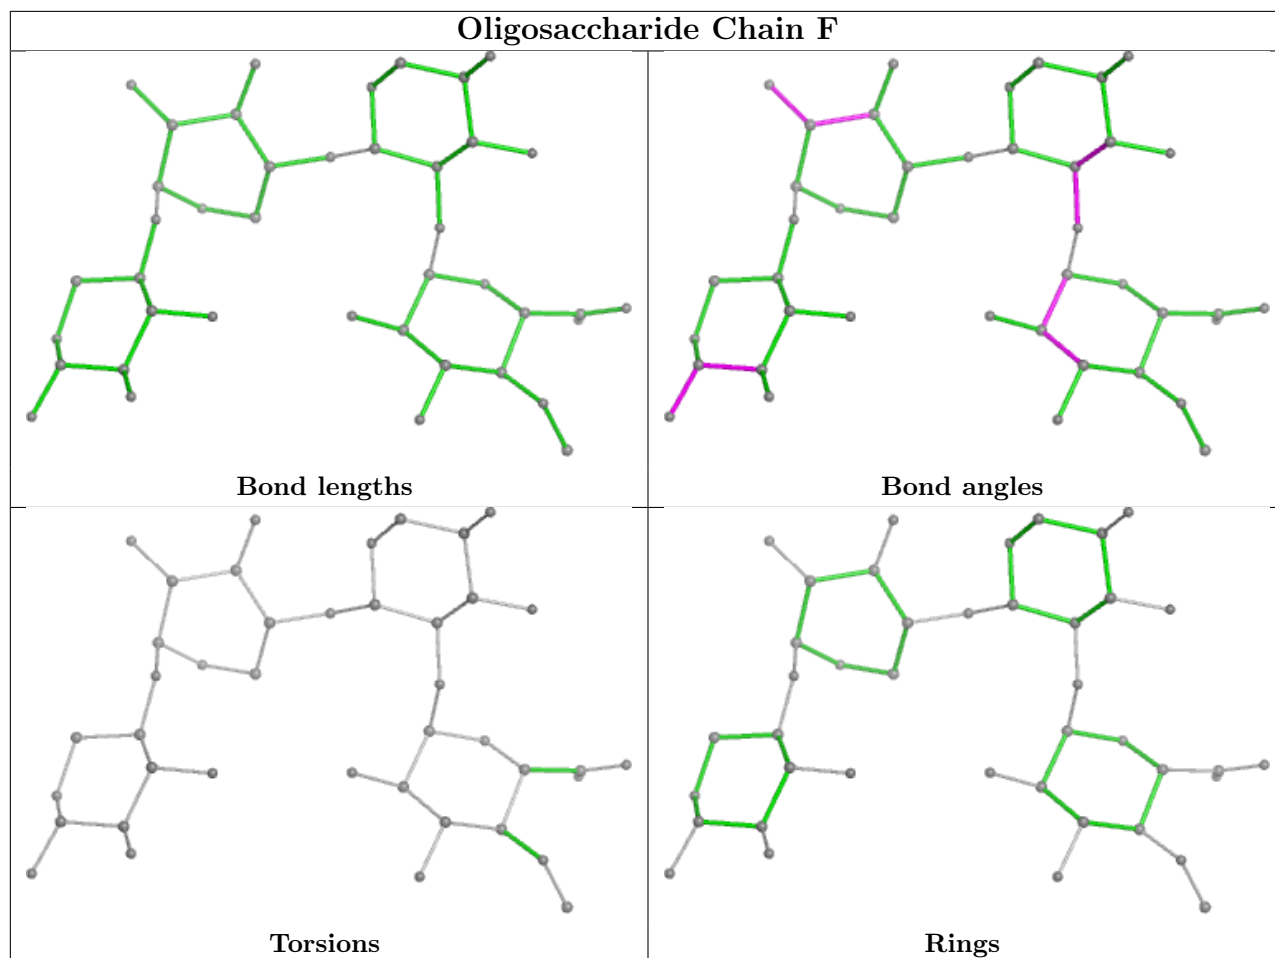 Oligosaccharide Chain F
Bond lengths
Bond angles
Torsions
Rings